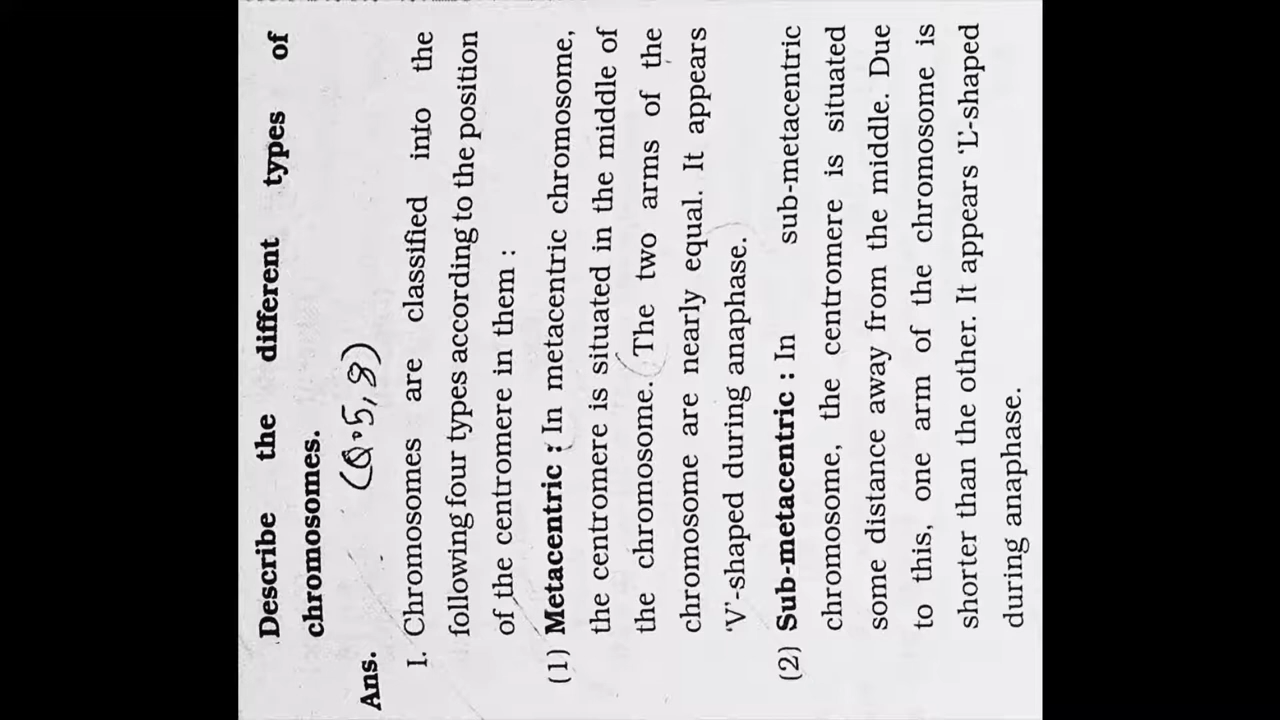 Describe the different types of
chromosomes.
Ans. (Q.5, 8)
I. Chromosomes are classified into the
following four types according to the position
of the centromere in them :
(1) Metacentric : In metacentric chromosome,
the centromere is situated in the middle of
the chromosome. The two arms of the
chromosome are nearly equal. It appears
'V'-shaped during anaphase.
(2) Sub-metacentric : In sub-metacentric
chromosome, the centromere is situated
some distance away from the middle. Due
to this, one arm of the chromosome is
shorter than the other. It appears 'L'-shaped
during anaphase.